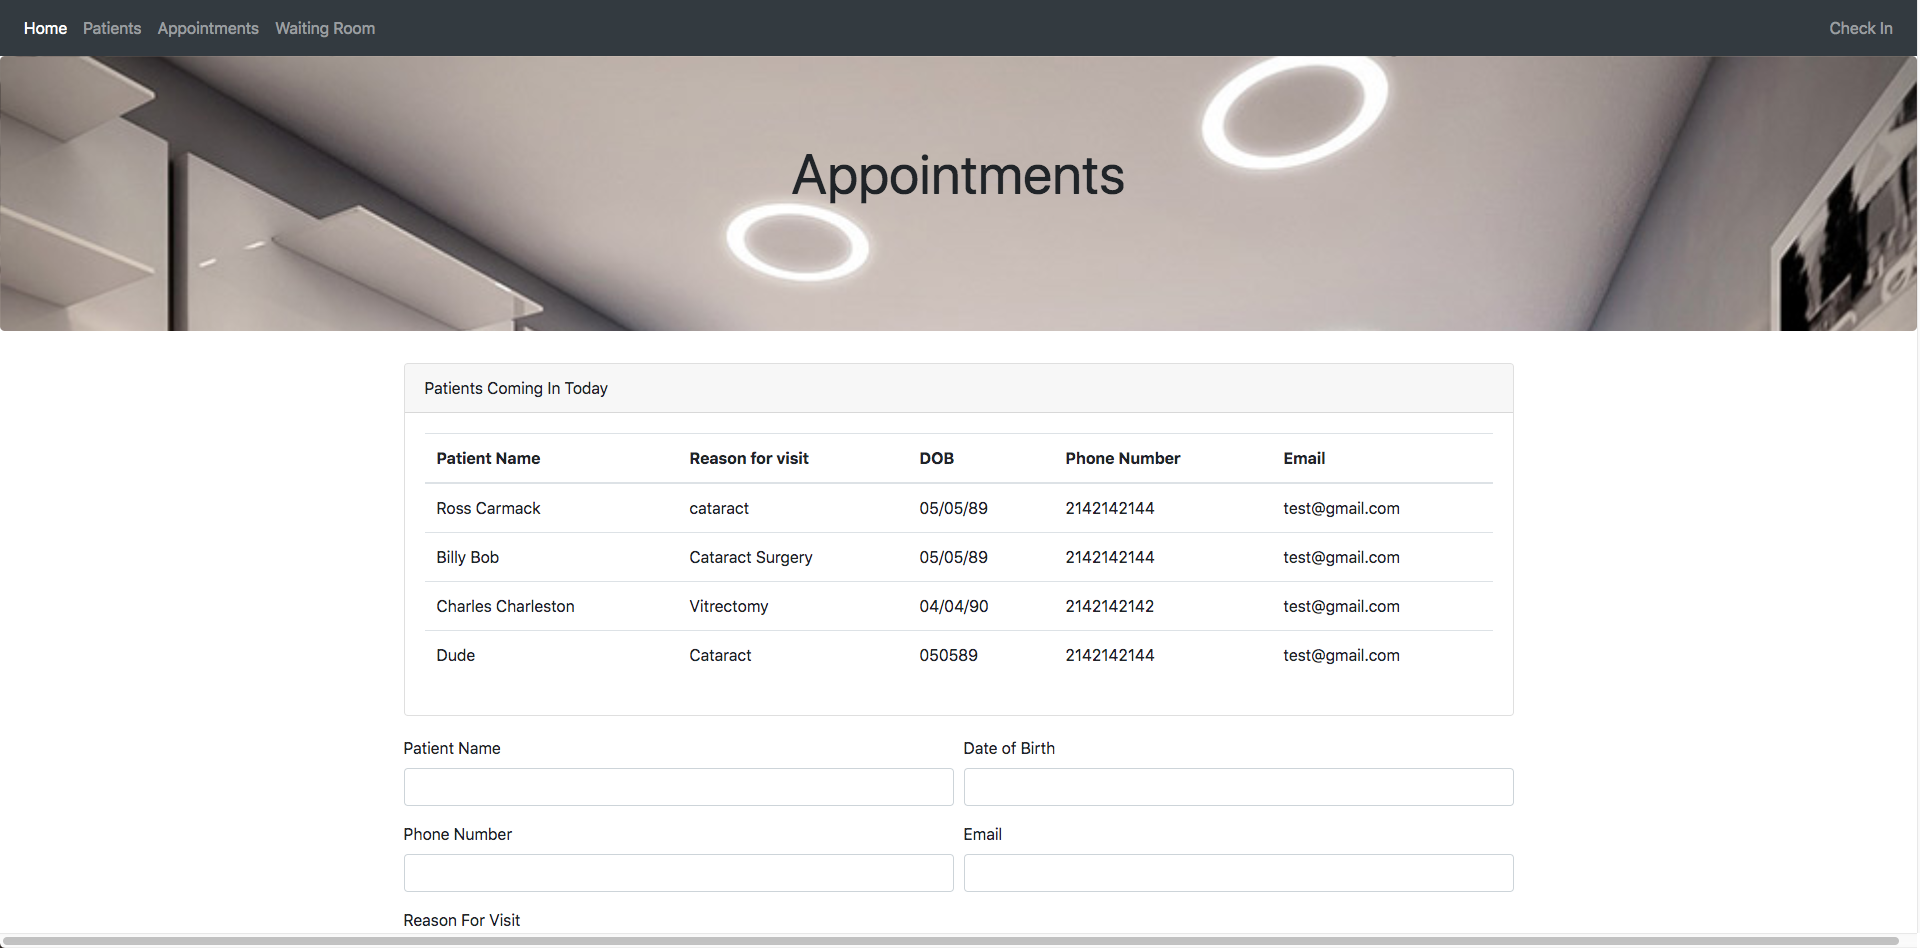 Home Patients Appointments Waiting Room Check In
Appointments
Patients Coming In Today
Patient Name Reason for visit DOB Phone Number Email
Ross Carmack cataract 05/05/89 2142142144 test@gmail.com
Billy Bob Cataract Surgery 05/05/89 2142142144 test@gmail.com
Charles Charleston Vitrectomy 04/04/90 2142142142 test@gmail.com
Dude Cataract 050589 2142142144 test@gmail.com
Patient Name Date of Birth
Phone Number Email
Reason For Visit